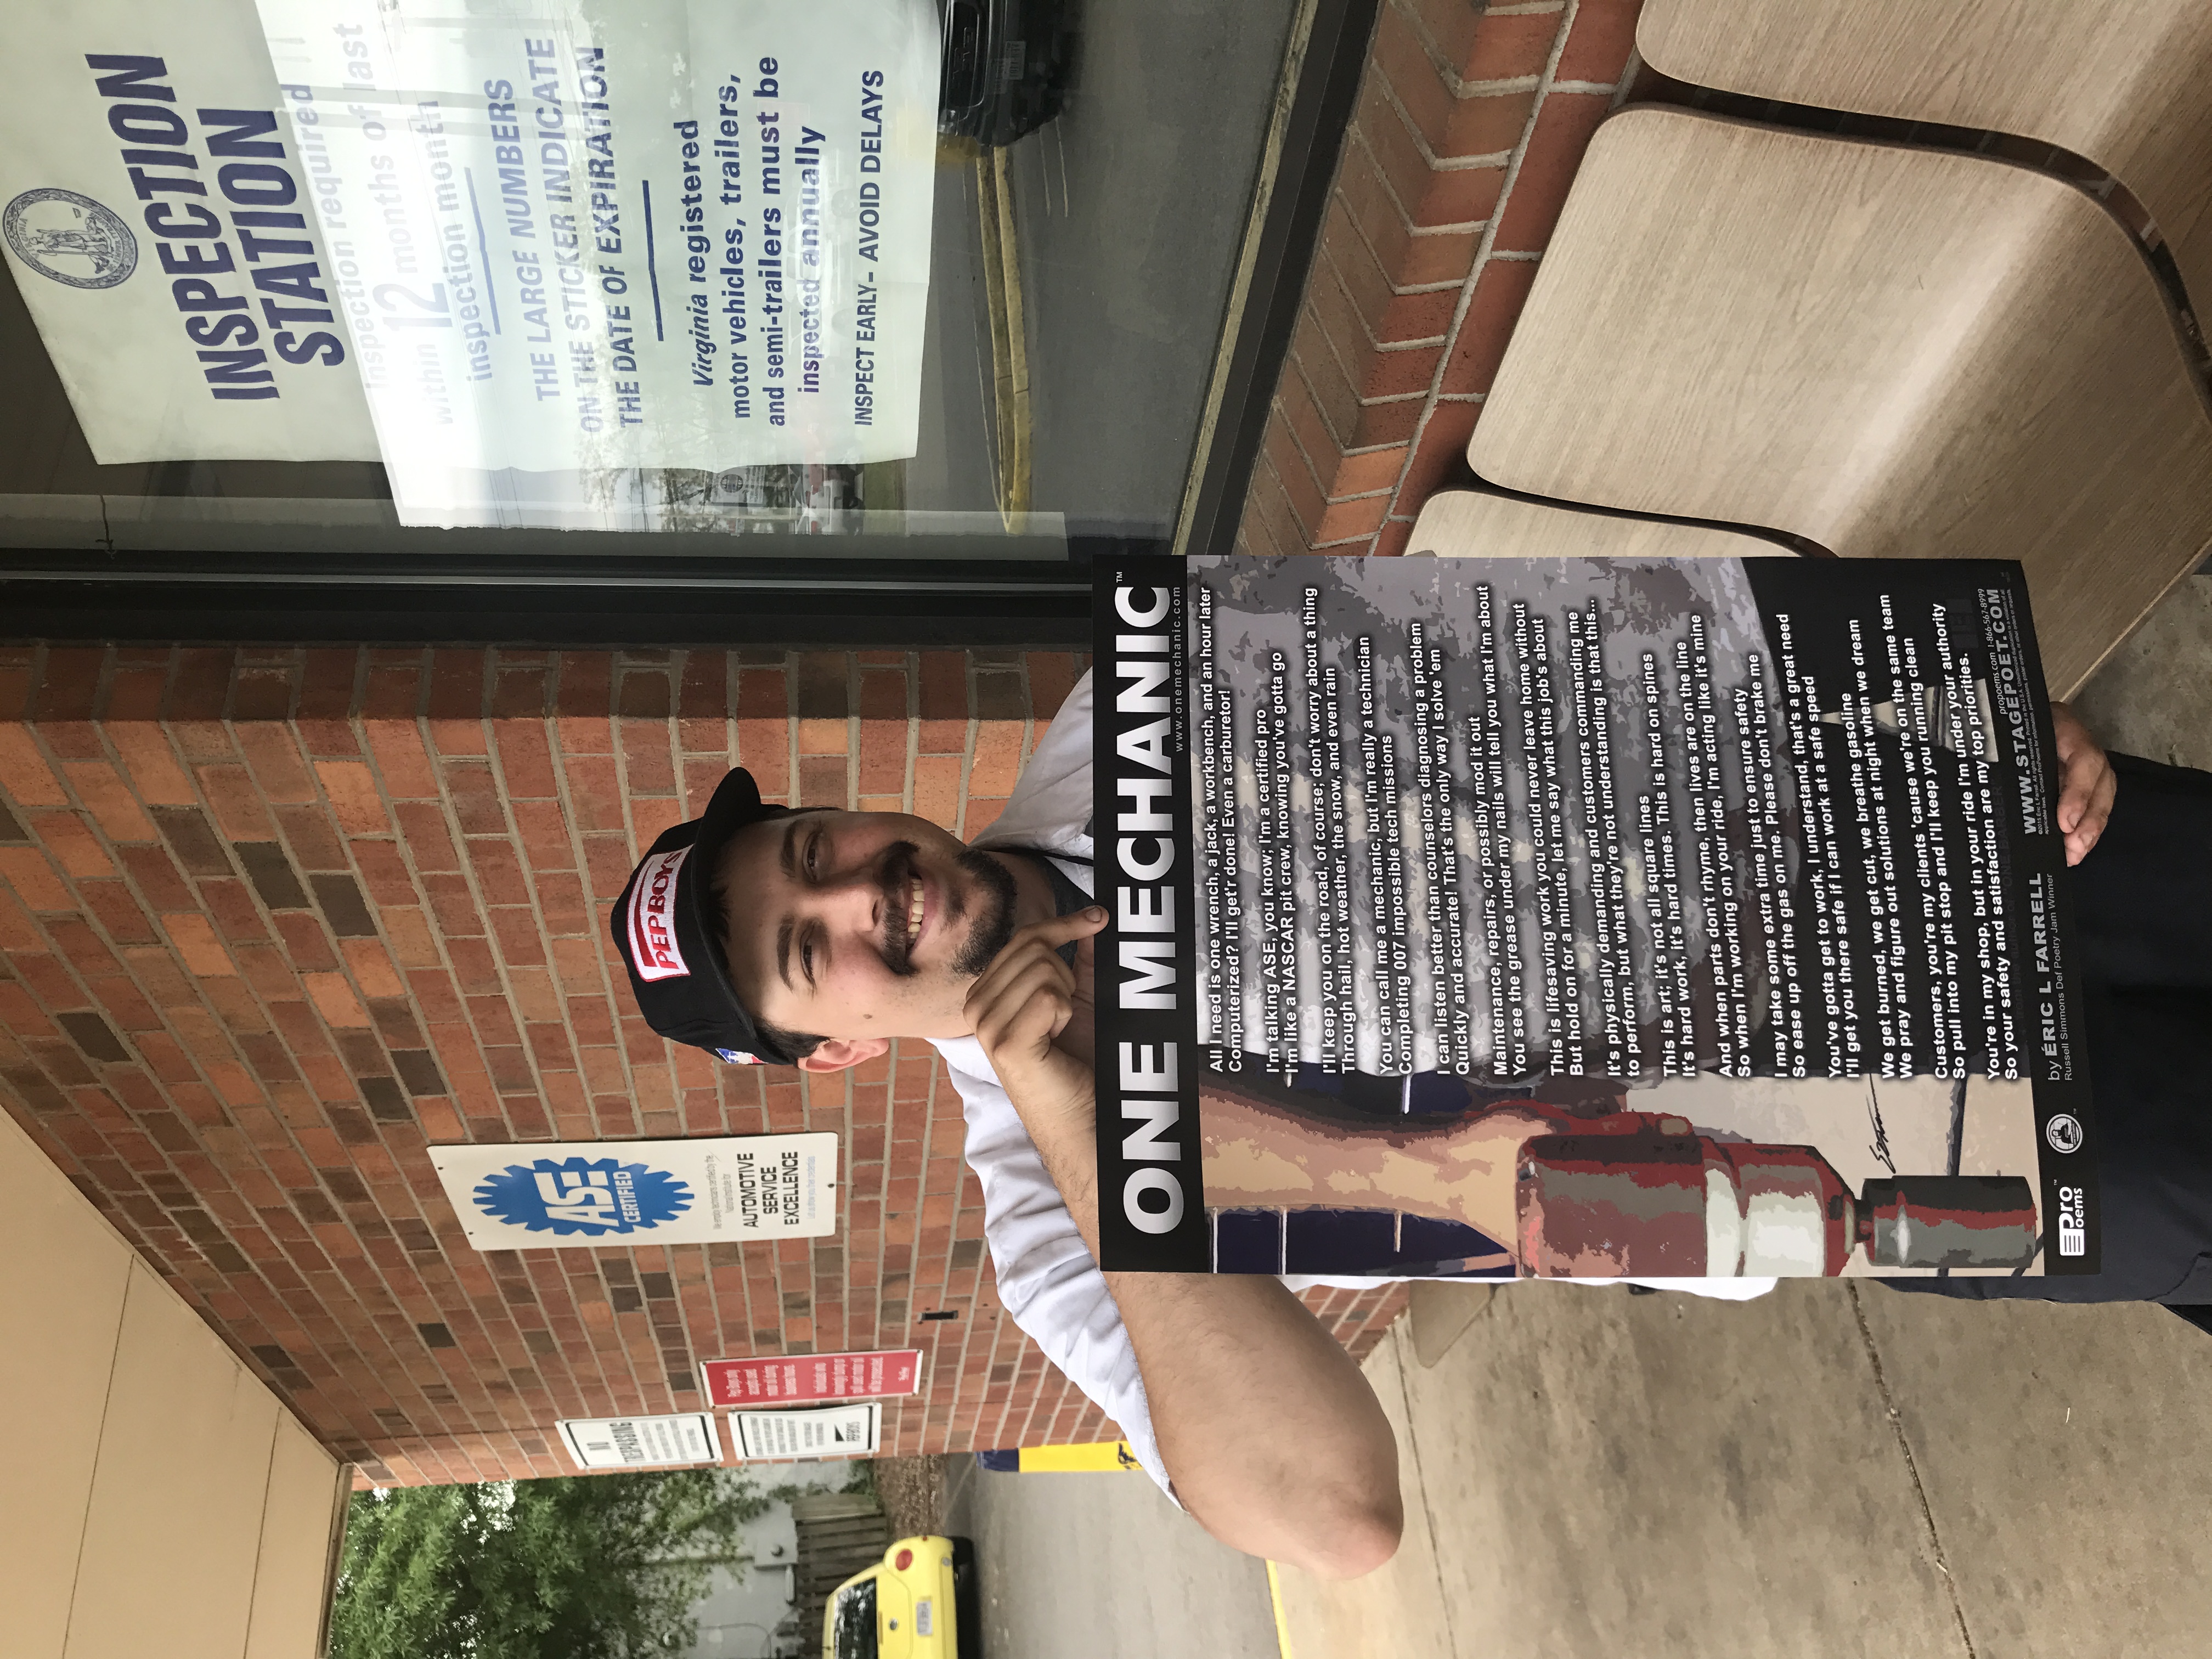 INSPECTION
STATION
Inspection required
within 12 months of last
inspection month
THE LARGE NUMBERS
ON THE STICKER INDICATE
THE DATE OF EXPIRATION
Virginia registered
motor vehicles, trailers,
and semi-trailers must be
inspected annually
INSPECT EARLY- AVOID DELAYS
PEP BOYS
ASE
CERTIFIED
AUTOMOTIVE
SERVICE
EXCELLENCE
NO
TRESPASSING
ONE MECHANIC™
www.onemechanic.com
All I need is one wrench, a jack, a workbench, and an hour later
Computerized? I'll get'r done! Even a carburetor!
I'm talking ASE, you know; I'm a certified pro
I'm like a NASCAR pit crew, knowing you've gotta go
I'll keep you on the road, of course; don't worry about a thing
Through hail, hot weather, the snow, and even rain
You can call me a mechanic, but I'm really a technician
Completing 007 impossible tech missions
I can listen better than counselors diagnosing a problem
Quickly and accurate! That's the only way I solve 'em
Maintenance, repairs, or possibly mod it out
You see the grease under my nails will tell you what I'm about
This is lifesaving work you could never leave home without
But hold on for a minute, let me say what this job's about
It's physically demanding and customers commanding me
to perform, but what they're not understanding is that this...
This is art; it's not all square lines
It's hard work, it's hard times. This is hard on spines
And when parts don't rhyme, then lives are on the line
So when I'm working on your ride, I'm acting like it's mine
I may take some extra time just to ensure safety
So ease up off the gas on me. Please don't brake me
You've gotta get to work, I understand, that's a great need
I'll get you there safe if I can work at a safe speed
We get burned, we get cut, we breathe gasoline
We pray and figure out solutions at night when we dream
Customers, you're my clients 'cause we're on the same team
So pull into my pit stop and I'll keep you running clean
You're in my shop, but in your ride I'm under your authority
So your safety and satisfaction are my top priorities.
propoems.com 1-866-567-8999
WWW.STAGEPOET.COM
by ERIC L FARRELL
Russell Simmons Def Poetry Jam Winner
Pro
Poems™